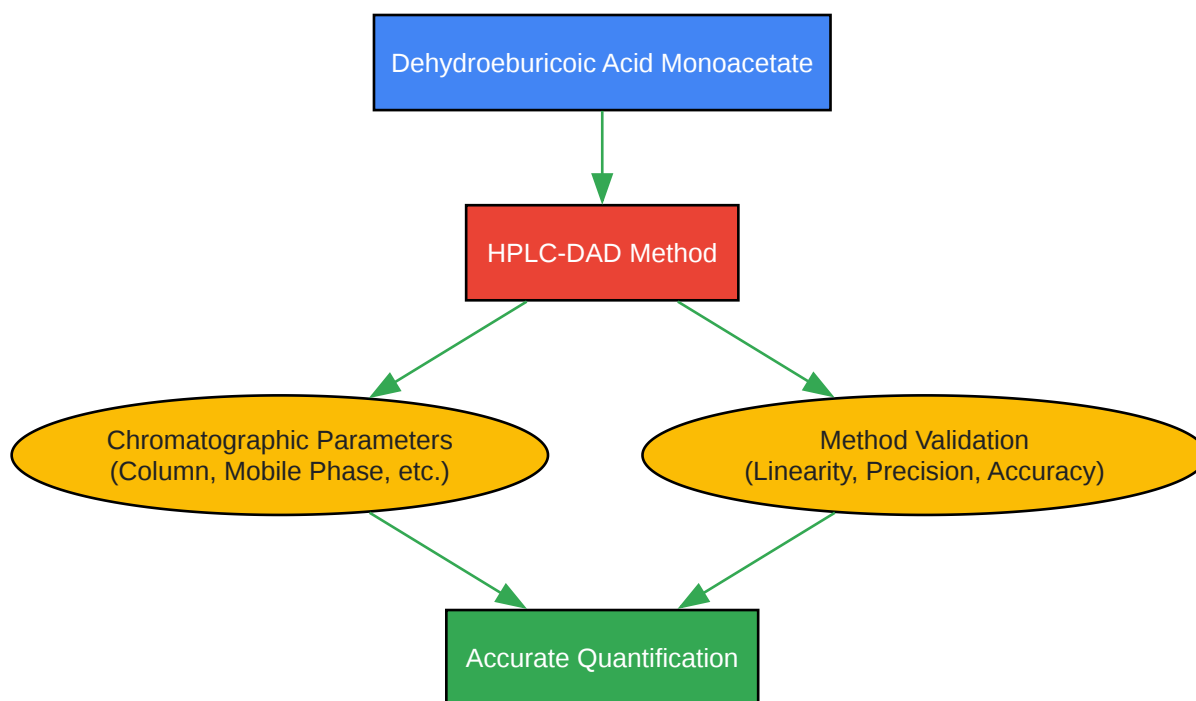 Dehydroeburicoic Acid Monoacetate
HPLC-DAD Method
Chromatographic Parameters
(Column, Mobile Phase, etc.)
Method Validation
(Linearity, Precision, Accuracy)
Accurate Quantification